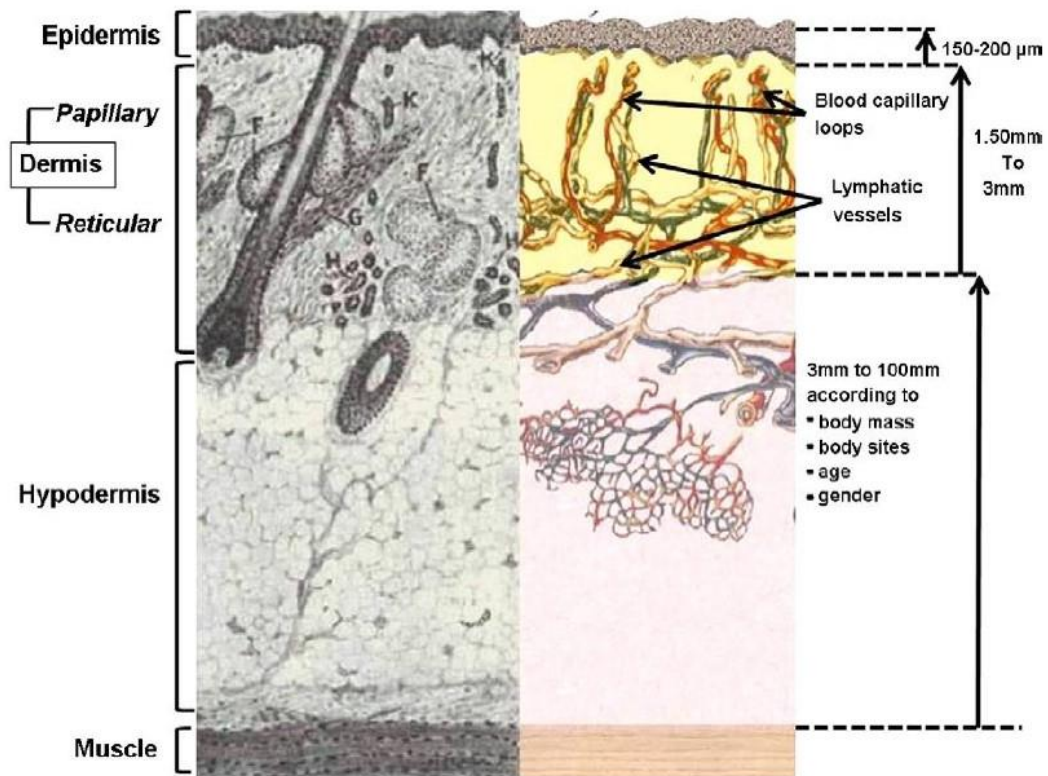 Epidermis
Papillary
Dermis
Reticular
Hypodermis
Muscle
K
K
F
F
G
H
H
150-200 µm
Blood capillary
loops
1.50mm
To
3mm
Lymphatic
vessels
3mm to 100mm
according to
- body mass
- body sites
- age
- gender